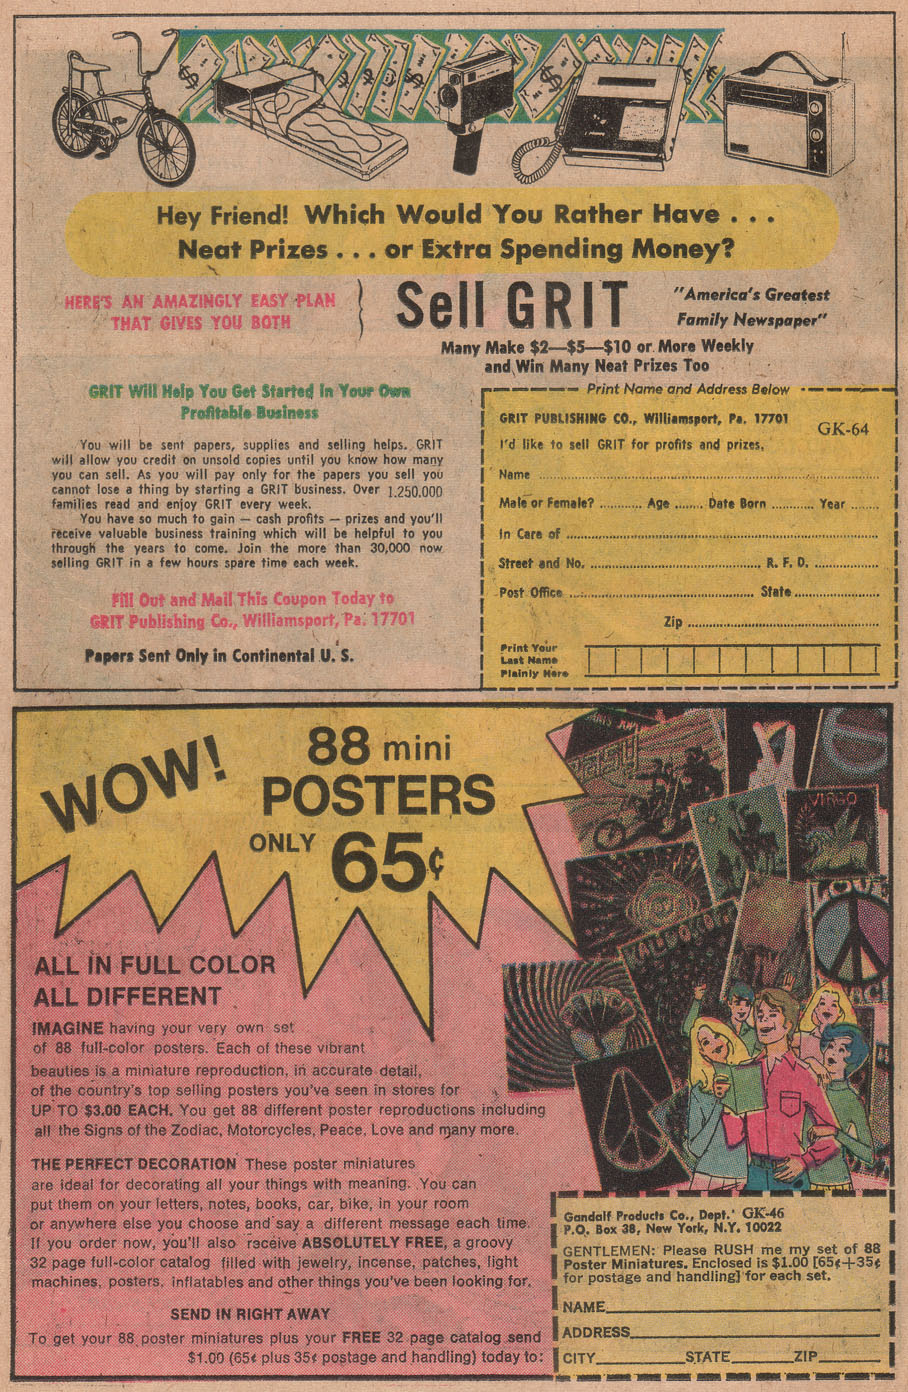 Hey Friend! Which Would You Rather Have . . .
Neat Prizes . . . or Extra Spending Money?
HERE'S AN AMAZINGLY EASY PLAN
THAT GIVES YOU BOTH
Sell GRIT
"America's Greatest
Family Newspaper"
Many Make $2—$5—$10 or More Weekly
and Win Many Neat Prizes Too
GRIT Will Help You Get Started in Your Own
Profitable Business
You will be sent papers, supplies and selling helps. GRIT
will allow you credit on unsold copies until you know how many
you can sell. As you will pay only for the papers you sell you
cannot lose a thing by starting a GRIT business. Over 1,250,000
families read and enjoy GRIT every week.
You have so much to gain — cash profits — prizes and you'll
receive valuable business training which will be helpful to you
through the years to come. Join the more than 30,000 now
selling GRIT in a few hours spare time each week.
Fill Out and Mail This Coupon Today to
GRIT Publishing Co., Williamsport, Pa. 17701
Papers Sent Only in Continental U. S.
Print Name and Address Below
GRIT PUBLISHING CO., Williamsport, Pa. 17701
GK-64
I'd like to sell GRIT for profits and prizes.
Name
Male or Female? .......... Age ....... Date Born .......... Year ......
In Care of
Street and No. R. F. D.
Post Office State
Zip
Print Your
Last Name
Plainly Here
WOW!
88 mini
POSTERS
ONLY 65¢
VIRGO
LOVE
ALL IN FULL COLOR
ALL DIFFERENT
IMAGINE having your very own set
of 88 full-color posters. Each of these vibrant
beauties is a miniature reproduction, in accurate detail,
of the country's top selling posters you've seen in stores for
UP TO $3.00 EACH. You get 88 different poster reproductions including
all the Signs of the Zodiac, Motorcycles, Peace, Love and many more.
THE PERFECT DECORATION These poster miniatures
are ideal for decorating all your things with meaning. You can
put them on your letters, notes, books, car, bike, in your room
or anywhere else you choose and say a different message each time.
If you order now, you'll also receive ABSOLUTELY FREE, a groovy
32 page full-color catalog filled with jewelry, incense, patches, light
machines, posters, inflatables and other things you've been looking for.
SEND IN RIGHT AWAY
To get your 88 poster miniatures plus your FREE 32 page catalog send
$1.00 (65¢ plus 35¢ postage and handling) today to:
Gandalf Products Co., Dept. GK-46
P.O. Box 38, New York, N.Y. 10022
GENTLEMEN: Please RUSH me my set of 88
Poster Miniatures. Enclosed is $1.00 [65¢+35¢
for postage and handling] for each set.
NAME
ADDRESS
CITY STATE ZIP